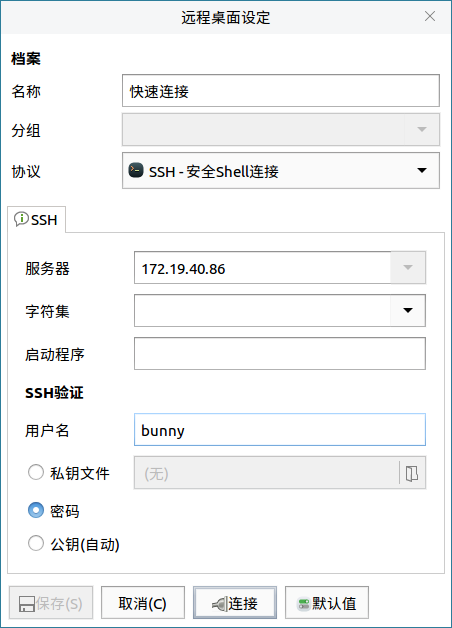 远程桌面设定
档案
名称 快速连接
分组
协议 SSH - 安全Shell连接
SSH
服务器 172.19.40.86
字符集
启动程序
SSH验证
用户名 bunny
私钥文件 (无)
密码
公钥(自动)
保存(S) 取消(C) 连接 默认值